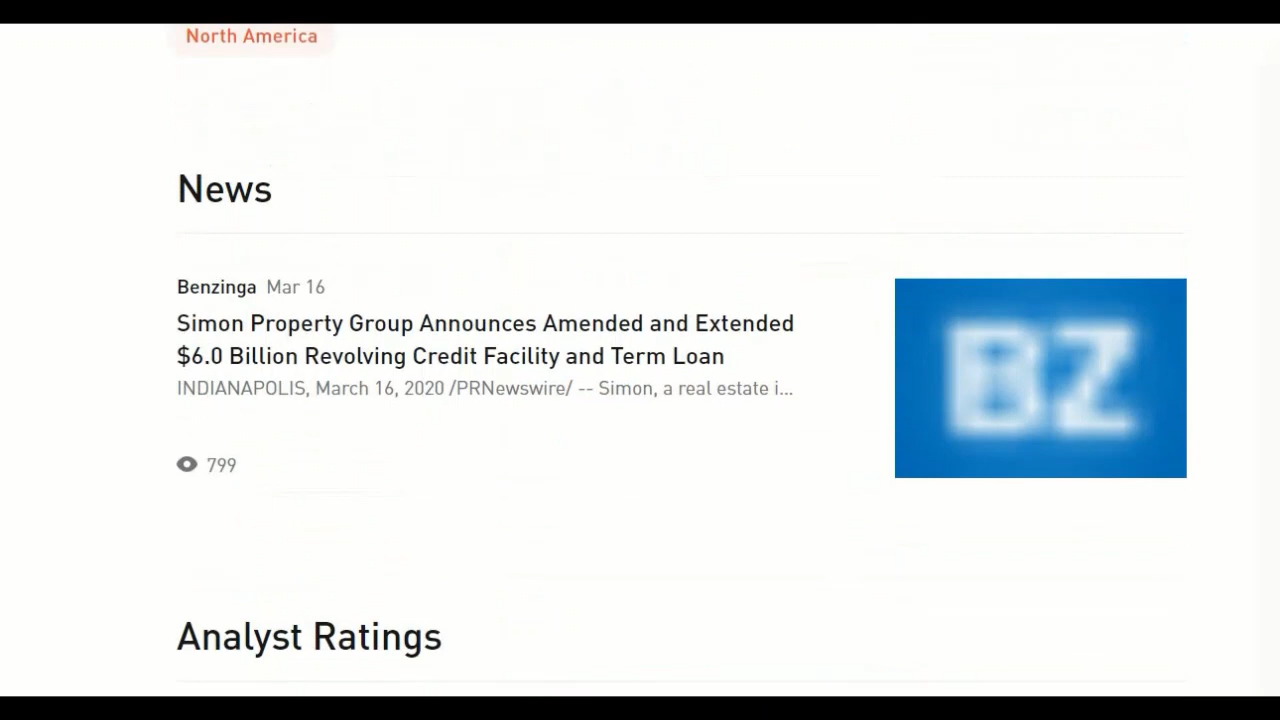 North America
News
Benzinga Mar 16
Simon Property Group Announces Amended and Extended
$6.0 Billion Revolving Credit Facility and Term Loan
INDIANAPOLIS, March 16, 2020 /PRNewswire/ -- Simon, a real estate i...
BZ
799
Analyst Ratings